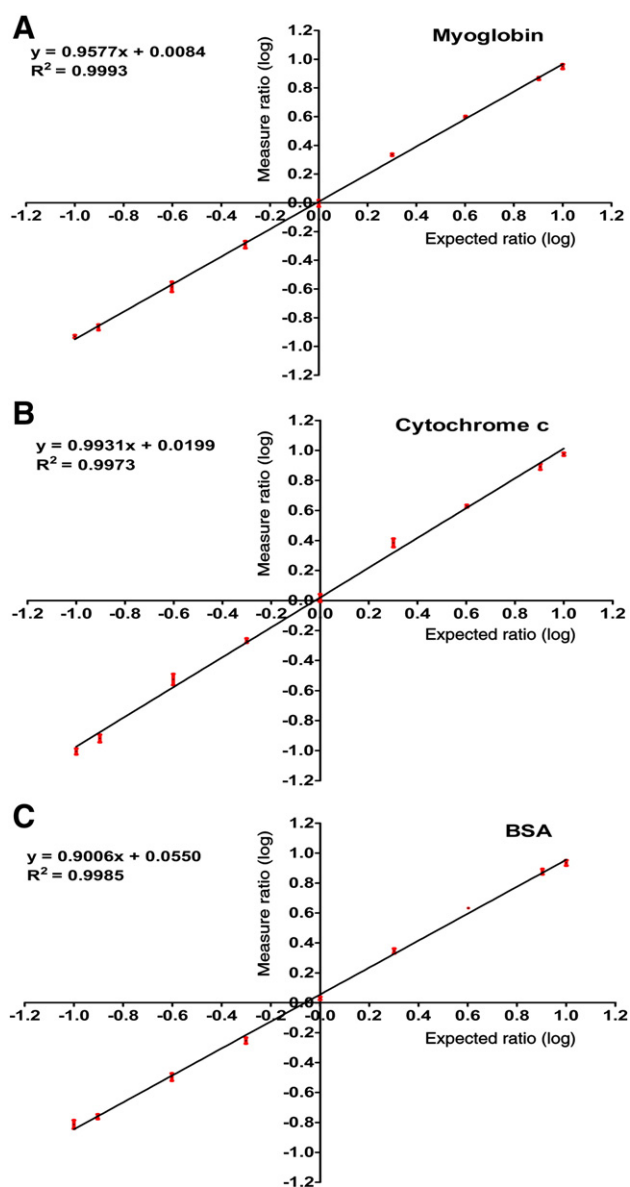 A
y = 0.9577x + 0.0084
R² = 0.9993
Myoglobin
Measure ratio (log)
1.2
1.0
0.8
0.6
0.4
0.2
0.0
-1.2 -1.0 -0.8 -0.6 -0.4 -0.2 0.0 0.2 0.4 0.6 0.8 1.0 1.2
Expected ratio (log)
-0.2
-0.4
-0.6
-0.8
-1.0
-1.2
B
y = 0.9931x + 0.0199
R² = 0.9973
Cytochrome c
Measure ratio (log)
1.2
1.0
0.8
0.6
0.4
0.2
0.0
-1.2 -1.0 -0.8 -0.6 -0.4 -0.2 0.0 0.2 0.4 0.6 0.8 1.0 1.2
Expected ratio (log)
-0.2
-0.4
-0.6
-0.8
-1.0
-1.2
C
y = 0.9006x + 0.0550
R² = 0.9985
BSA
Measure ratio (log)
1.2
1.0
0.8
0.6
0.4
0.2
0.0
-1.2 -1.0 -0.8 -0.6 -0.4 -0.2 0.0 0.2 0.4 0.6 0.8 1.0 1.2
Expected ratio (log)
-0.2
-0.4
-0.6
-0.8
-1.0
-1.2